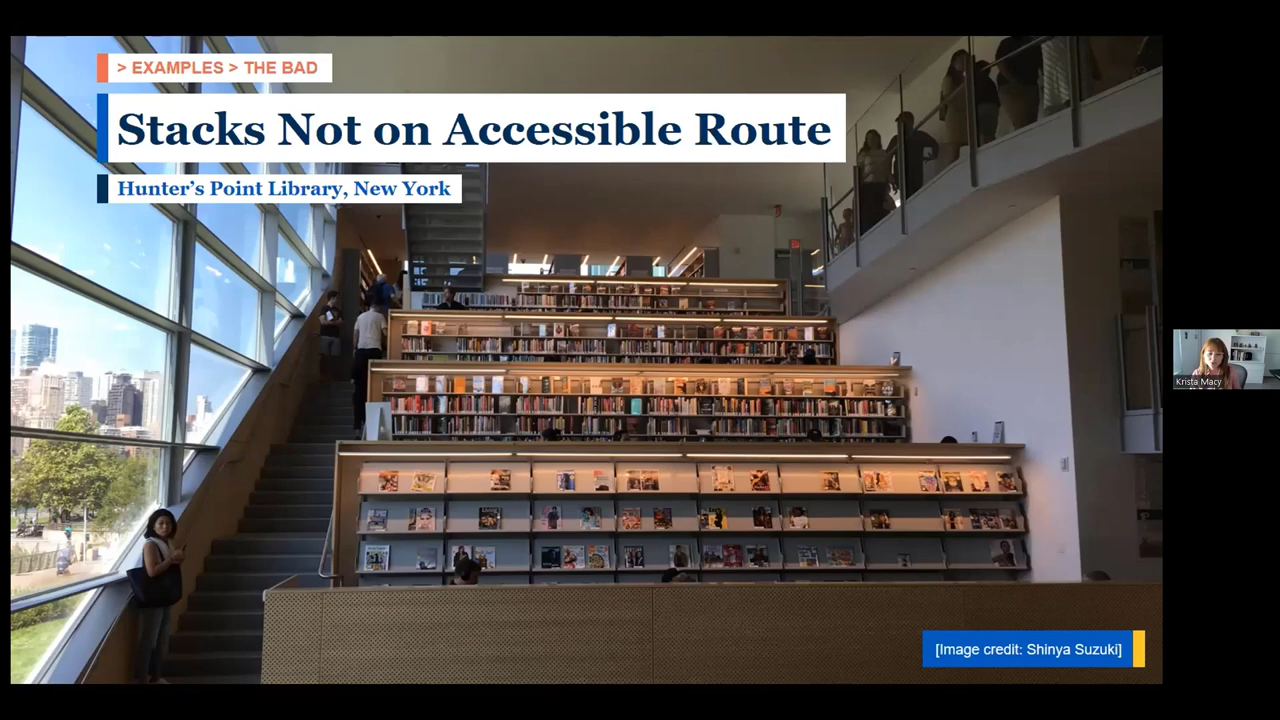 > EXAMPLES > THE BAD
Stacks Not on Accessible Route
Hunter’s Point Library, New York
Krista Macy
[Image credit: Shinya Suzuki]